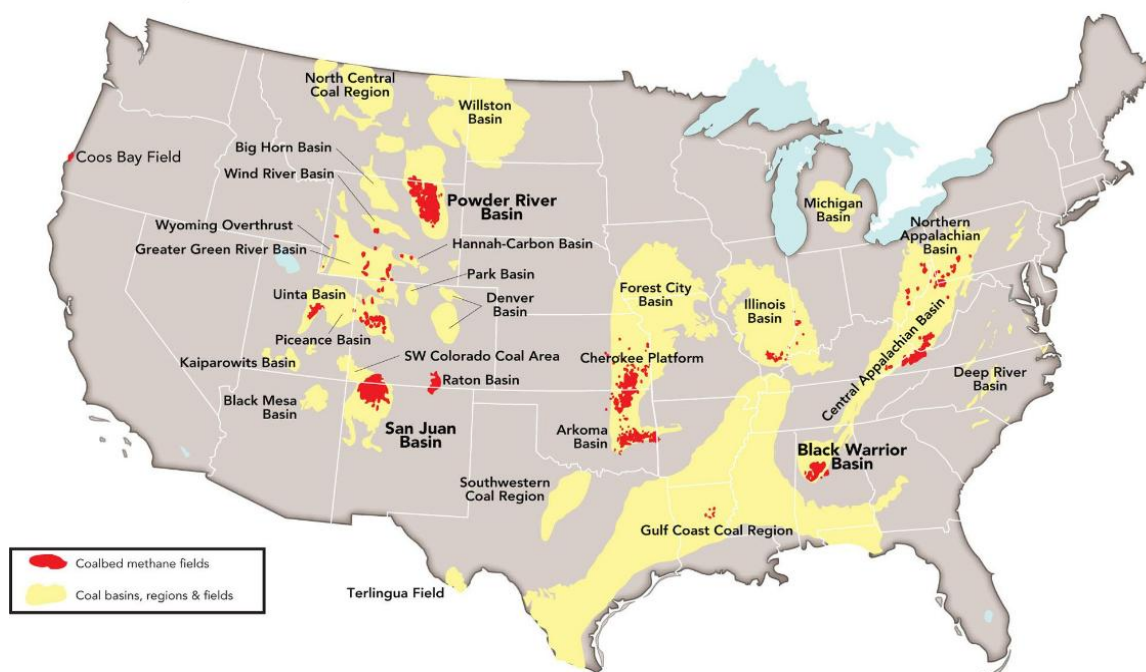 North Central
Coal Region
Willston
Basin
Big Horn Basin
Wind River Basin
Coos Bay Field
Powder River
Basin
Wyoming Overthrust
Greater Green River Basin
Hannah-Carbon Basin
Park Basin
Uinta Basin
Denver
Basin
Piceance Basin
SW Colorado Coal Area
Kaiparowits Basin
Raton Basin
Black Mesa
Basin
San Juan
Basin
Michigan
Basin
Northern
Appalachian
Basin
Forest City
Basin
Illinois
Basin
Cherokee Platform
Central Appalachian Basin
Deep River
Basin
Arkoma
Basin
Black Warrior
Basin
Southwestern
Coal Region
Gulf Coast Coal Region
Terlingua Field
Coalbed methane fields
Coal basins, regions & fields